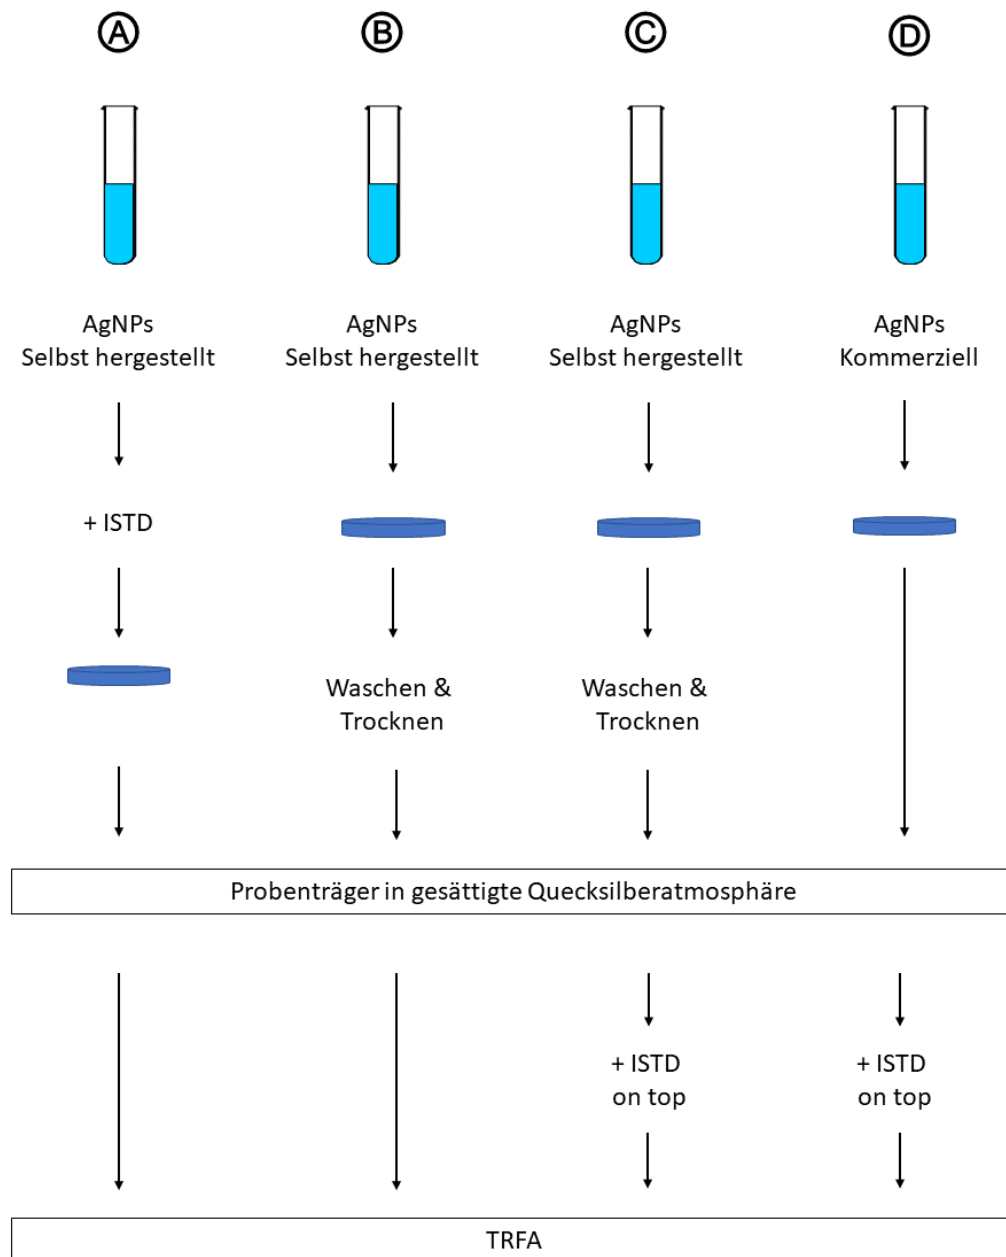 A B C D
AgNPs
Selbst hergestellt
AgNPs
Selbst hergestellt
AgNPs
Selbst hergestellt
AgNPs
Kommerziell
+ ISTD
Waschen &
Trocknen
Waschen &
Trocknen
Probenträger in gesättigte Quecksilberatmosphäre
+ ISTD
on top
+ ISTD
on top
TRFA